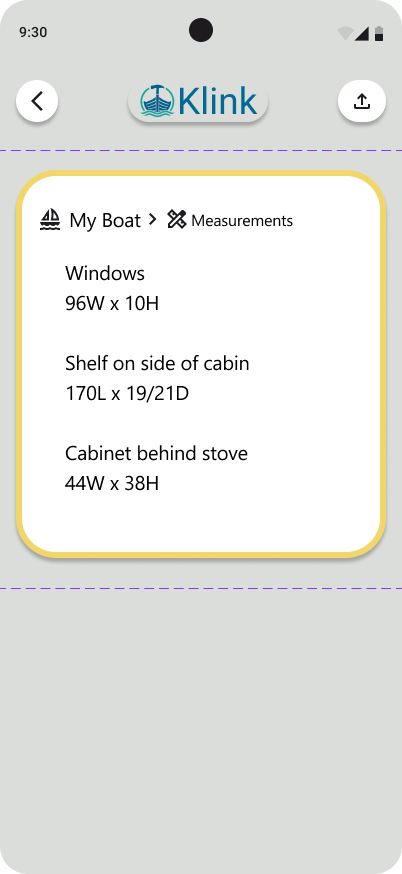 9:30
Klink
My Boat > Measurements
Windows
96W x 10H
Shelf on side of cabin
170L x 19/21D
Cabinet behind stove
44W x 38H